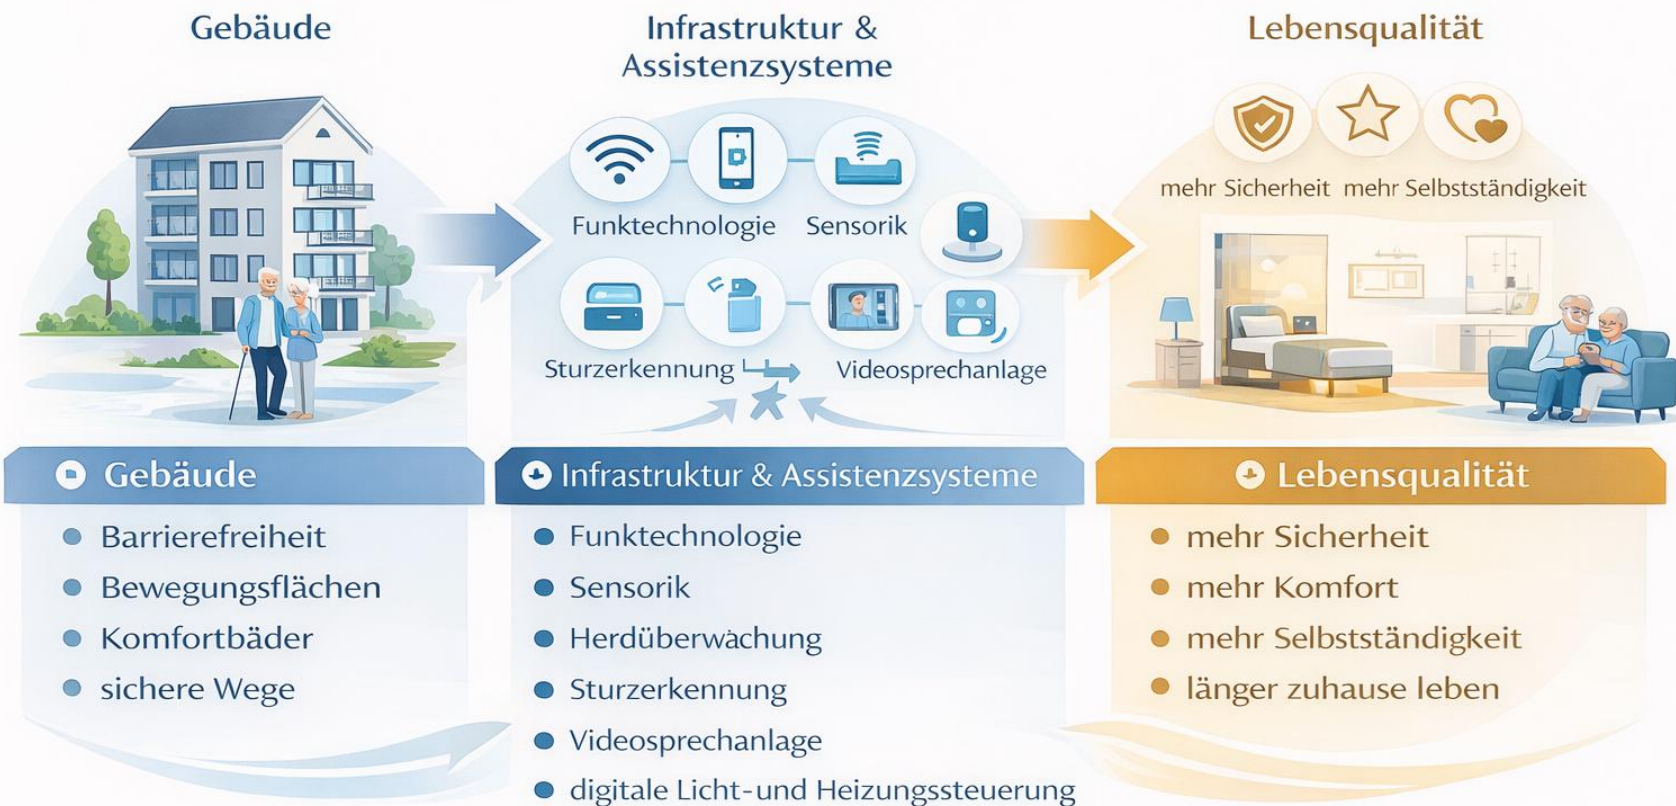 Gebäude
Infrastruktur &
Assistenzsysteme
Lebensqualität
mehr Sicherheit mehr Selbstständigkeit
Funktechnologie Sensorik
Sturzerkennung Videosprechanlage
Gebäude
Infrastruktur & Assistenzsysteme
Lebensqualität
Barrierefreiheit
Bewegungsflächen
Komfortbäder
sichere Wege
Funktechnologie
Sensorik
Herdüberwàchung
Sturzerkennung
Videosprechanlage
digitale Licht-und Heizungssteuerung
mehr Sicherheit
mehr Komfort
mehr Selbstständigkeit
länger zuhause leben